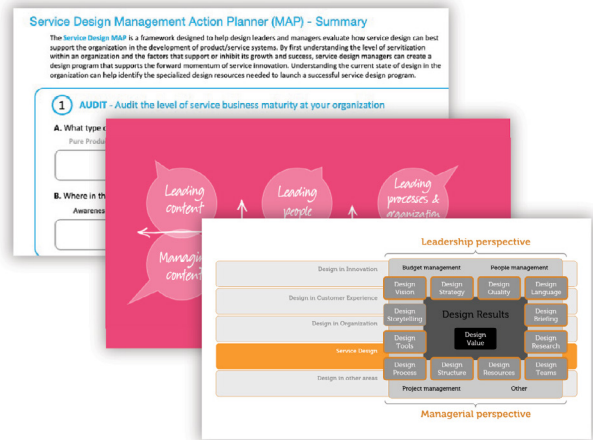 Service Design Management Action Planner (MAP) - Summary
The Service Design MAP is a framework designed to help design leaders and managers evaluate how service design can best
support the organization in the development of product/service systems. By first understanding the level of servitization
within an organization and the factors that support or inhibit its growth and success, service design managers can create a
design program that supports the forward momentum of service innovation. Understanding the current state of design in the
organization can help identify the specialized design resources needed to launch a successful service design program.
1 AUDIT - Audit the level of service business maturity at your organization
A. What type
Pure Produ
B. Where in th
Awareness
Leading
content
Leading
people
Leading
processes &
organization
Managing
content
Leadership perspective
Budget management
People management
Design in Innovation
Design in Customer Experience
Design in Organization
Service Design
Design in other areas
Design
Vision
Design
Strategy
Design
Quality
Design
Language
Design
Storytelling
Design Results
Design
Briefing
Design
Tools
Design
Value
Design
Research
Design
Process
Design
Structure
Design
Resources
Design
Teams
Project management
Other
Managerial perspective